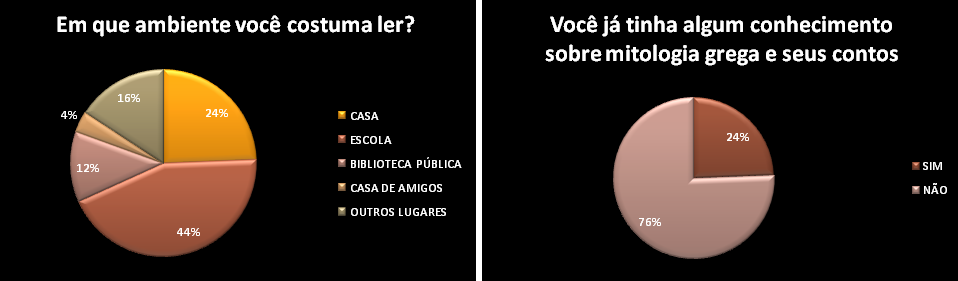 Em que ambiente você costuma ler?
24%
44%
12%
4%
16%
CASA
ESCOLA
BIBLIOTECA PÚBLICA
CASA DE AMIGOS
OUTROS LUGARES
Você já tinha algum conhecimento
sobre mitologia grega e seus contos
24%
76%
SIM
NÃO